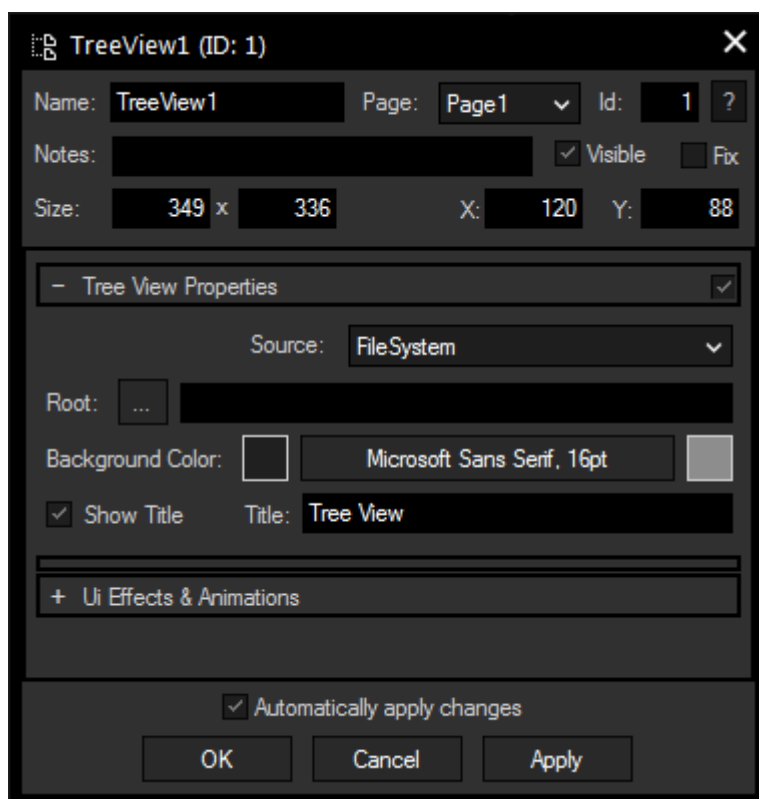 TreeView1 (ID: 1)
Name: TreeView1 Page: Page1 Id: 1 ?
Notes: Visible Fix
Size: 349 x 336 X: 120 Y: 88
− Tree View Properties
Source: FileSystem
Root: ...
Background Color: Microsoft Sans Serif, 16pt
Show Title Title: Tree View
+ Ui Effects & Animations
Automatically apply changes
OK Cancel Apply